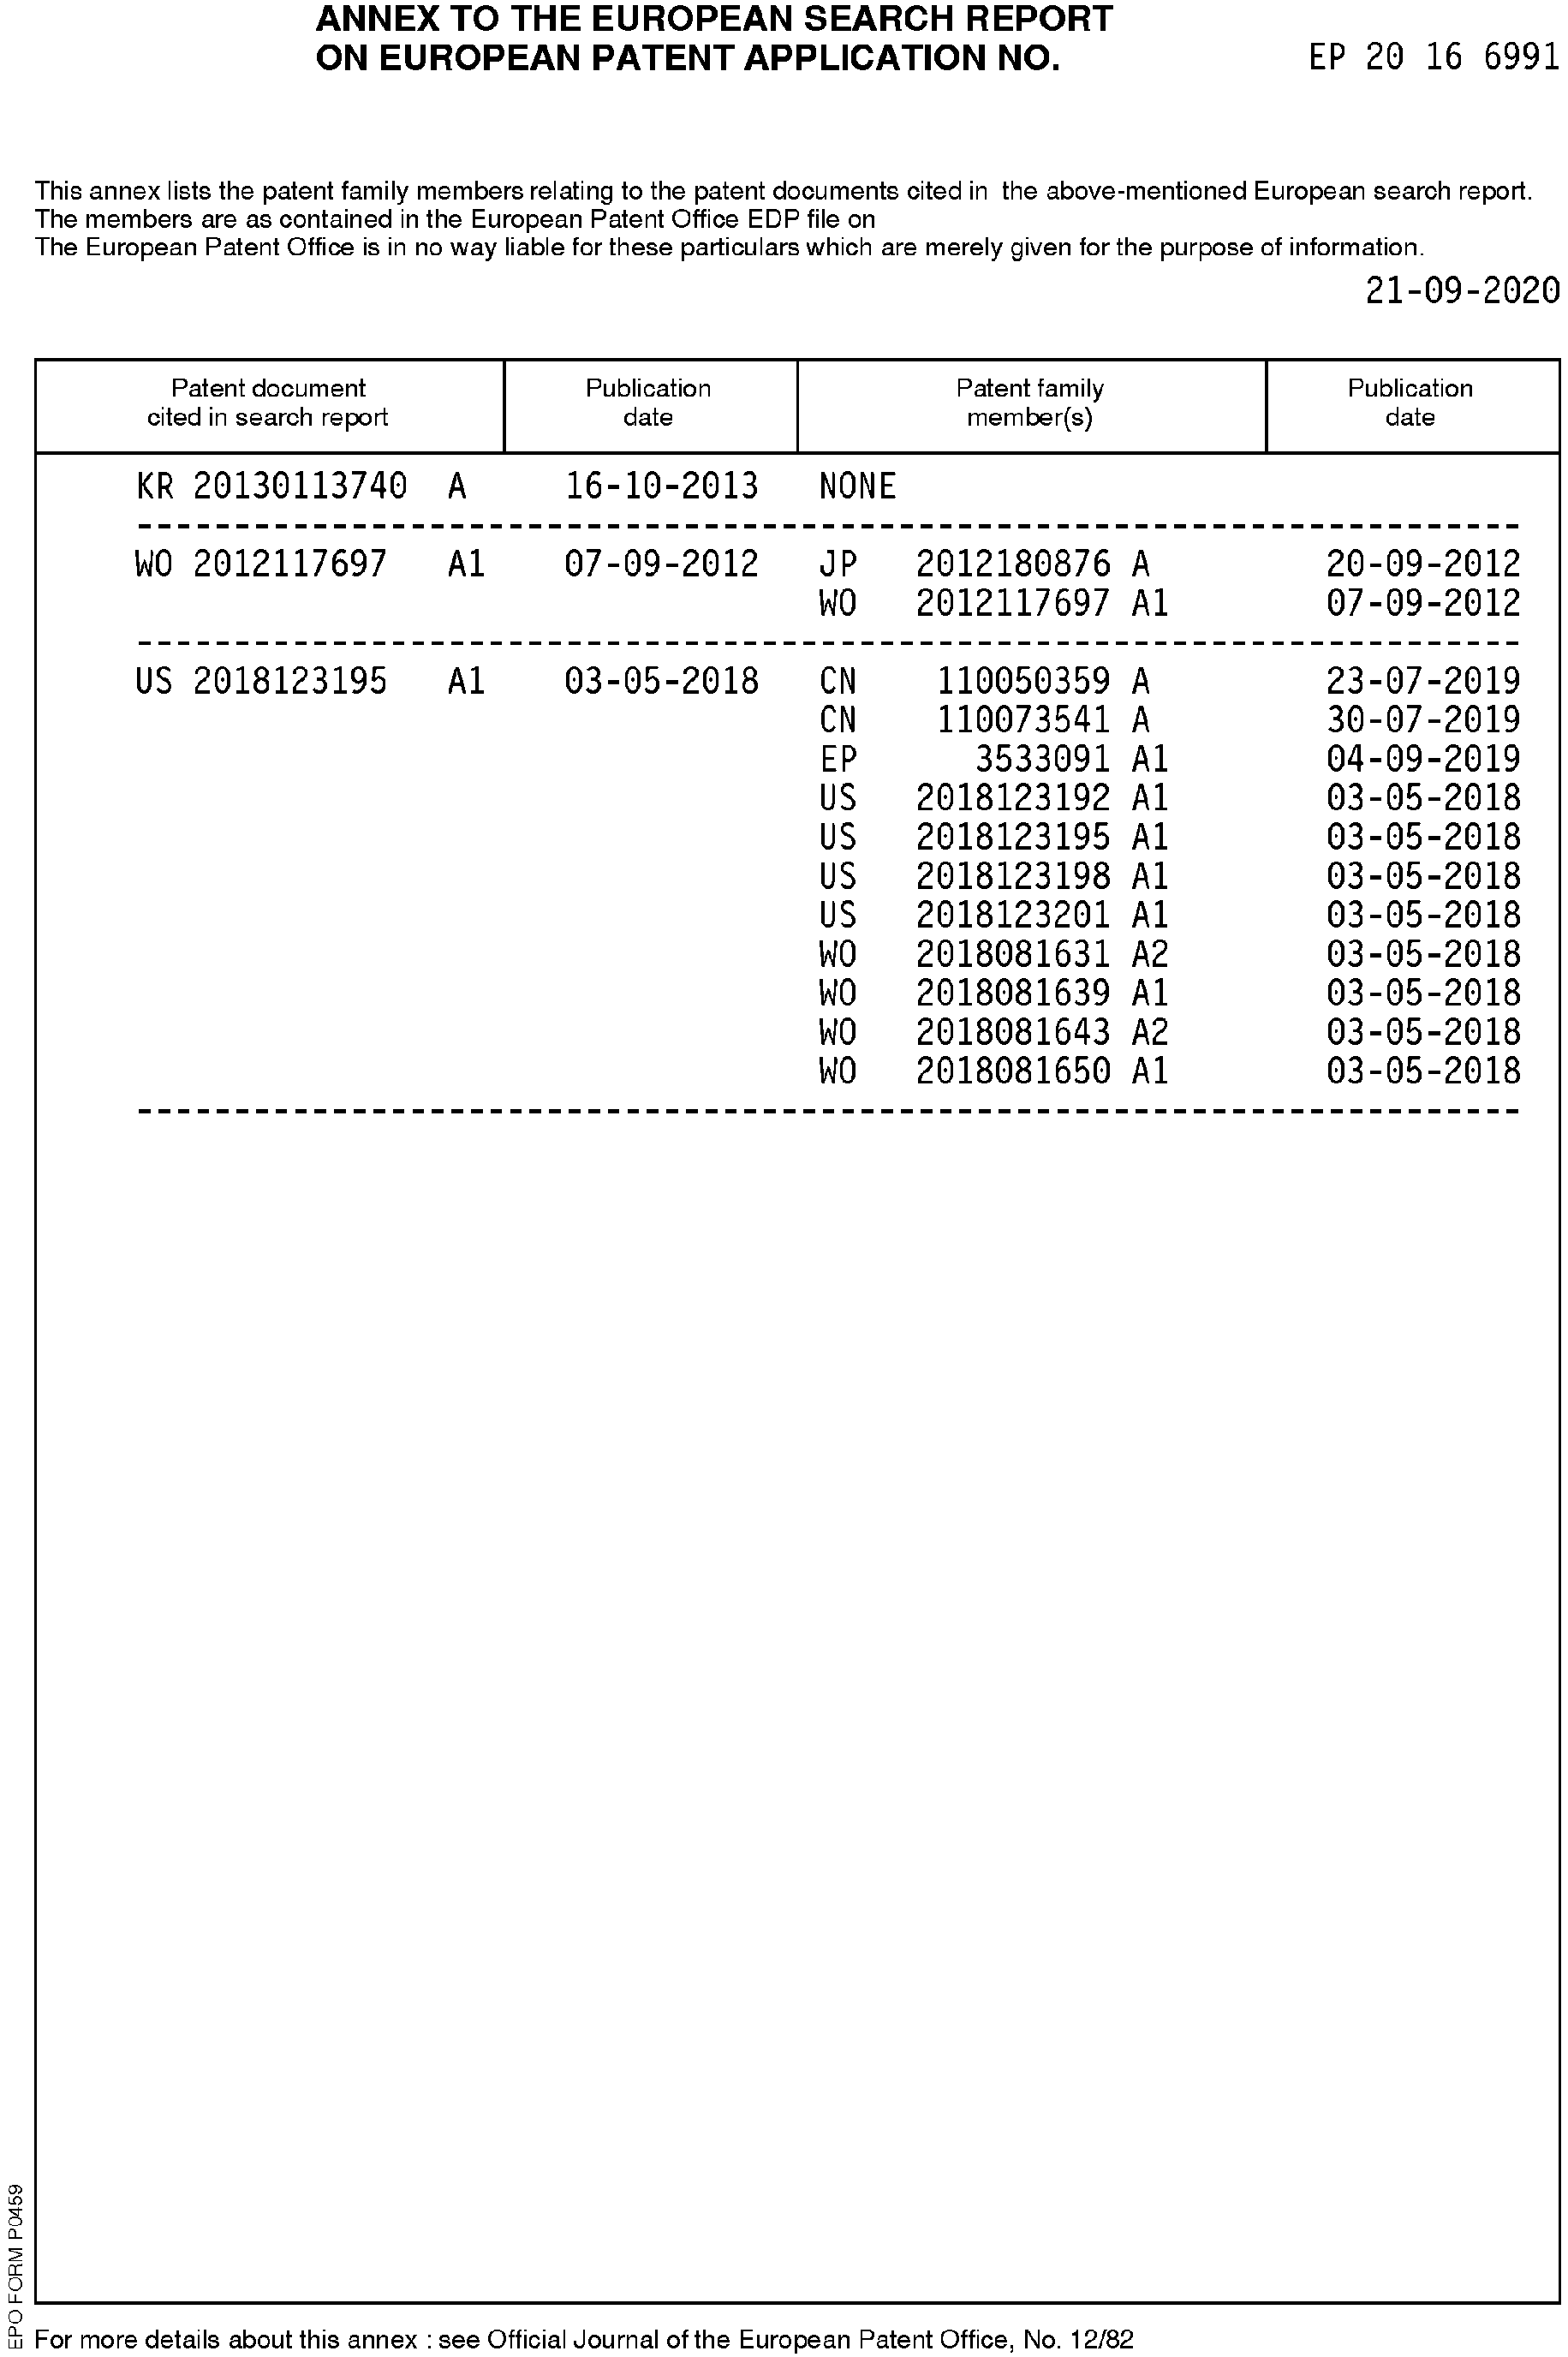 ANNEX TO THE EUROPEAN SEARCH REPORT
ON EUROPEAN PATENT APPLICATION NO. EP 20 16 6991
This annex lists the patent family members relating to the patent documents cited in the above-mentioned European search report.
The members are as contained in the European Patent Office EDP file on
The European Patent Office is in no way liable for these particulars which are merely given for the purpose of information.
21-09-2020
Patent document Publication Patent family Publication
cited in search report date member(s) date
KR 20130113740 A 16-10-2013 NONE
WO 2012117697 A1 07-09-2012 JP 2012180876 A 20-09-2012
WO 2012117697 A1 07-09-2012
US 2018123195 A1 03-05-2018 CN 110050359 A 23-07-2019
CN 110073541 A 30-07-2019
EP 3533091 A1 04-09-2019
US 2018123192 A1 03-05-2018
US 2018123195 A1 03-05-2018
US 2018123198 A1 03-05-2018
US 2018123201 A1 03-05-2018
WO 2018081631 A2 03-05-2018
WO 2018081639 A1 03-05-2018
WO 2018081643 A2 03-05-2018
WO 2018081650 A1 03-05-2018
EPO FORM P0459
For more details about this annex : see Official Journal of the European Patent Office, No. 12/82